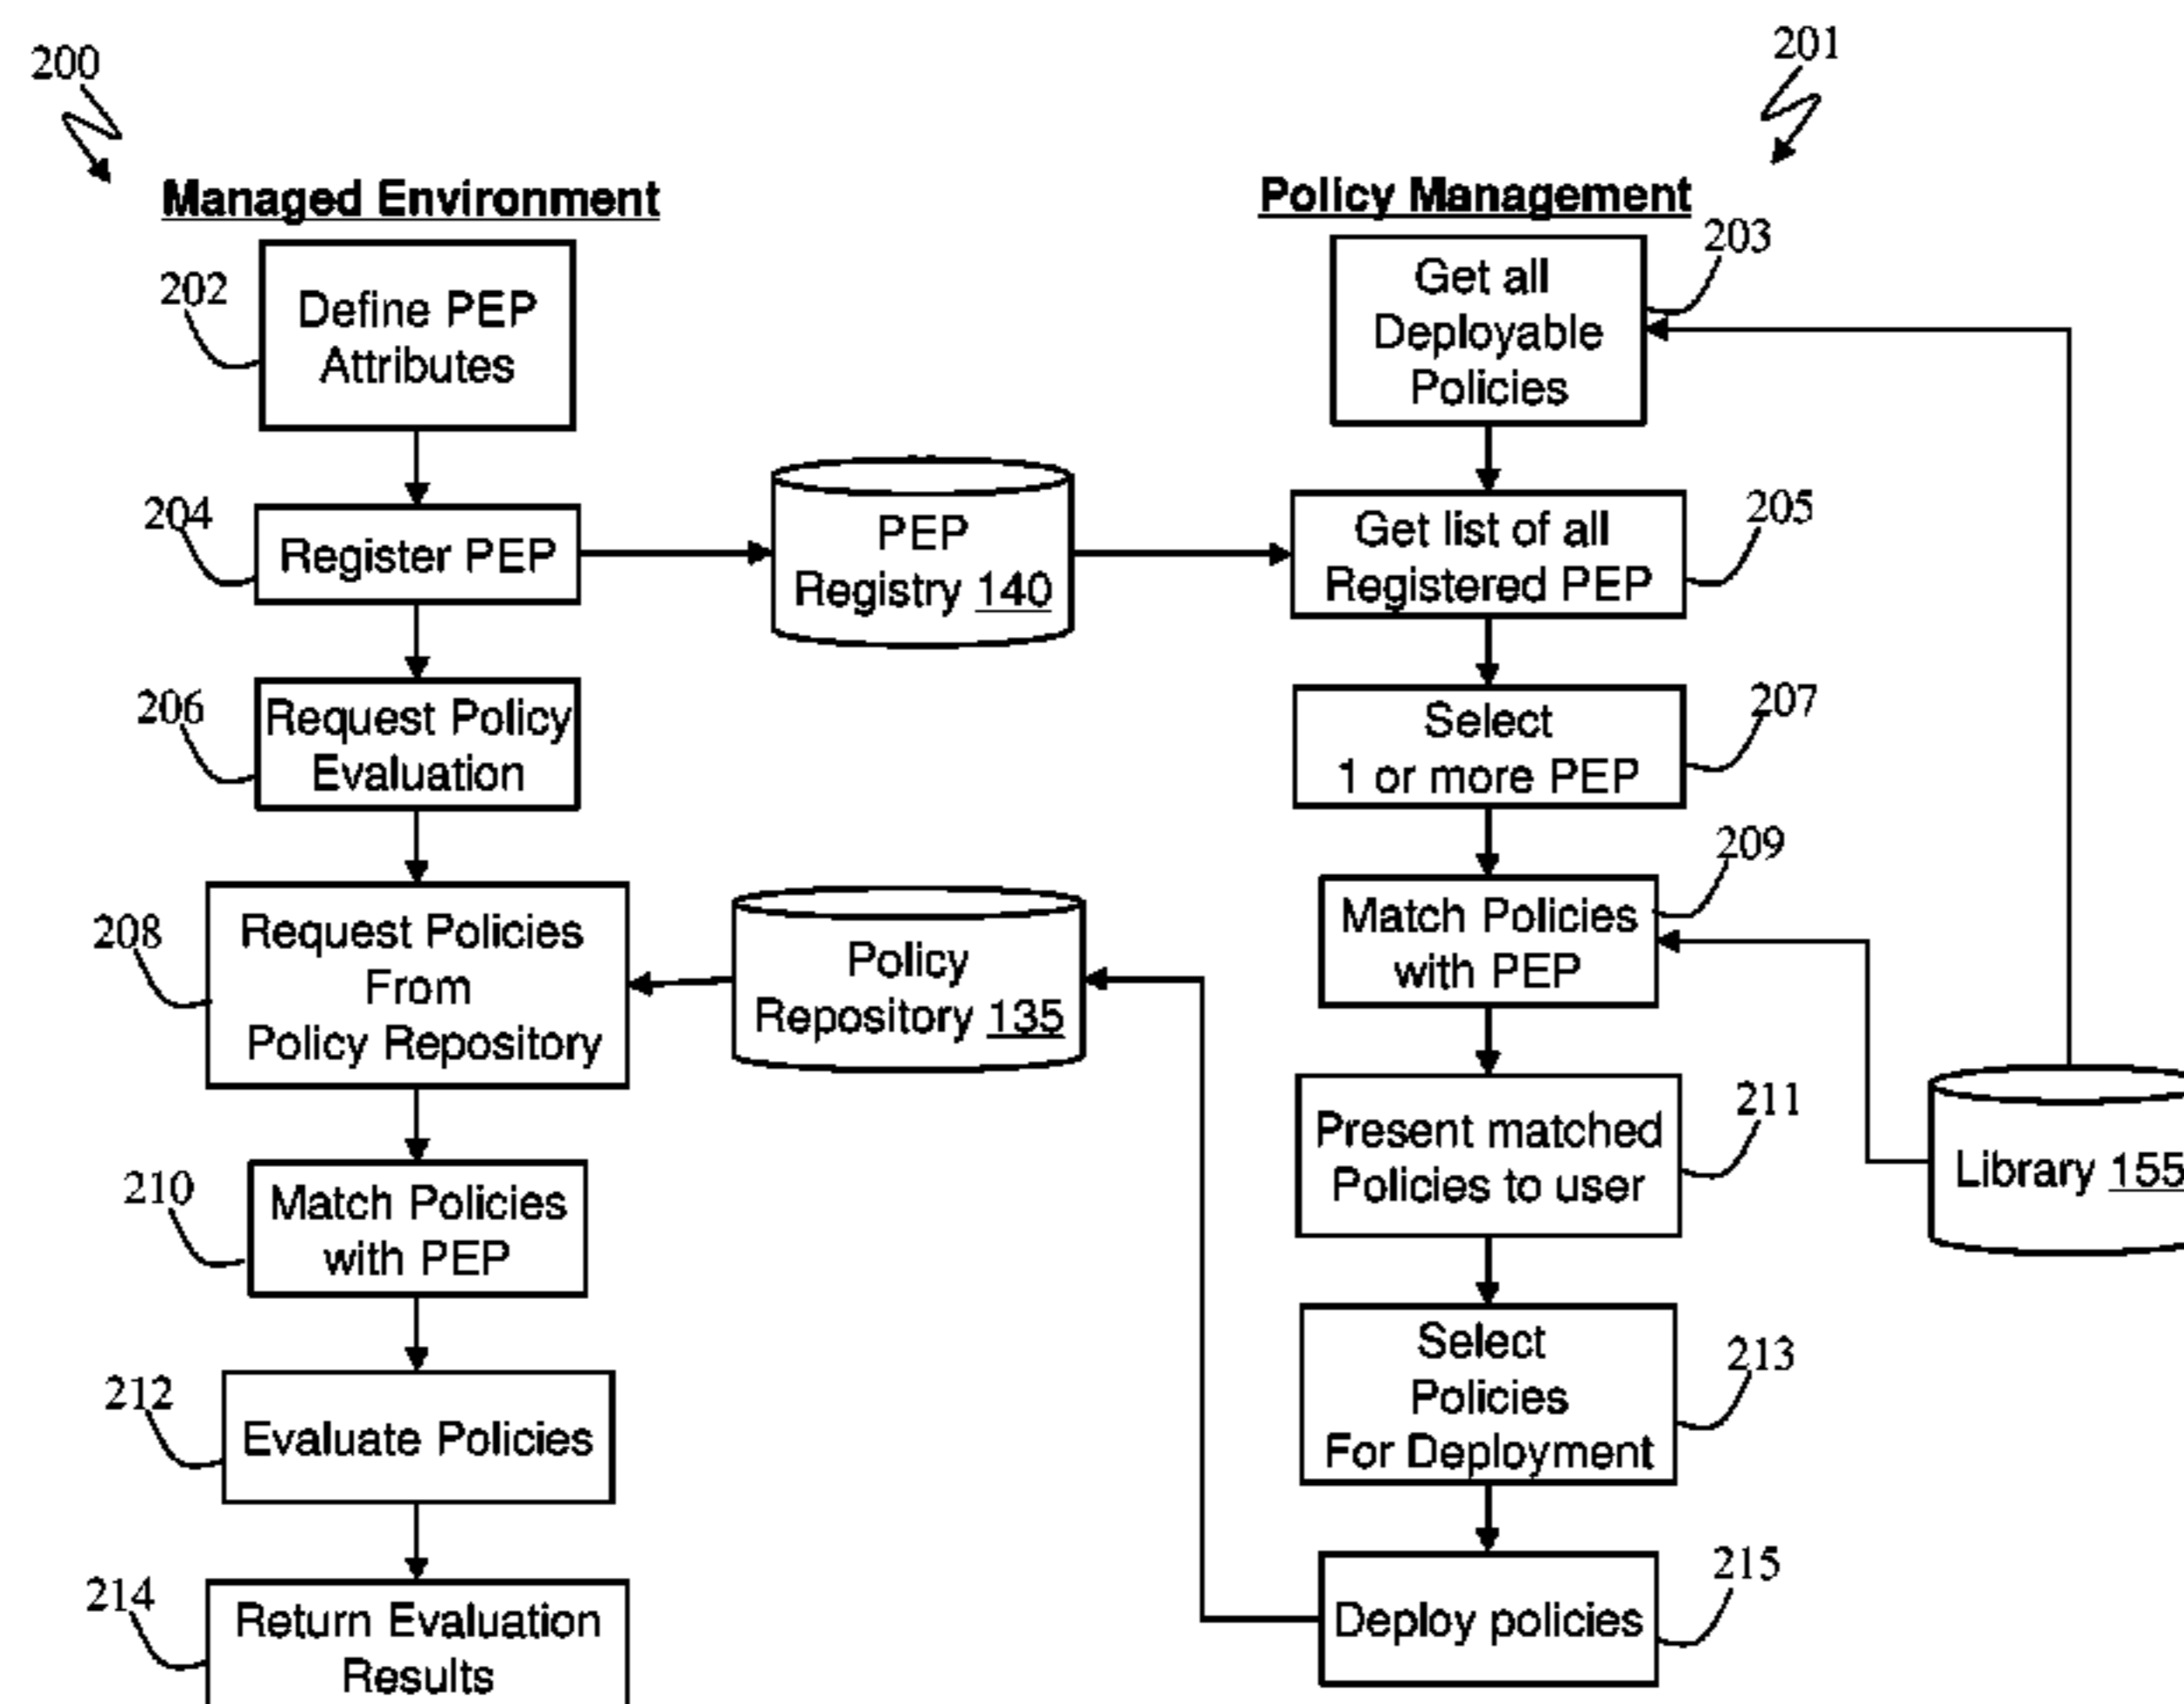 200
201
Managed Environment
Policy Management
202
Define PEP
Attributes
203
Get all
Deployable
Policies
204
Register PEP
PEP
Registry 140
Get list of all
Registered PEP
205
206
Request Policy
Evaluation
Select
1 or more PEP
207
208
Request Policies
From
Policy Repository
Policy
Repository 135
Match Policies
with PEP
209
210
Match Policies
with PEP
Present matched
Policies to user
211
Library 155
212
Evaluate Policies
Select
Policies
For Deployment
213
214
Return Evaluation
Results
Deploy policies
215